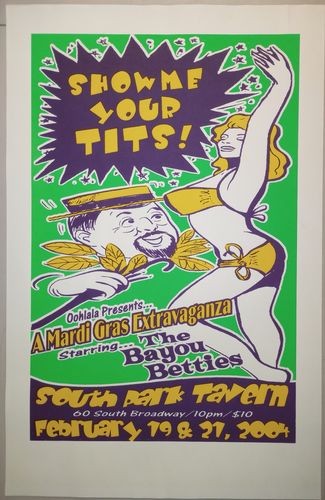 SHOW ME
YOUR
TITS!
Oohlala Presents...
A Mardi Gras Extravaganza
Starring... The
Bayou
Betties
South Park Tavern
60 South Broadway/10pm/$10
February 19 & 21, 2004